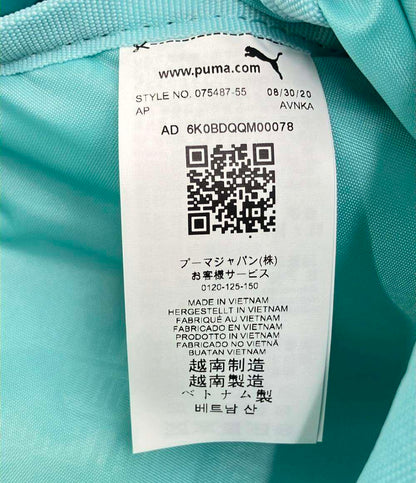 www.puma.com
STYLE NO. 075487-55 08/30/20
AP AVNKA
AD 6K0BDQQM00078
プーマジャパン(株)
お客様サービス
0120-125-150
MADE IN VIETNAM
HERGESTELLT IN VIETNAM
FABRIQUÉ AU VIETNAM
FABRICADO EN VIETNAM
PRODOTTO IN VIETNAM
FABRICADO NO VIETNÃ
BUATAN VIETNAM
越南制造
越南製造
ベトナム製
베트남 산